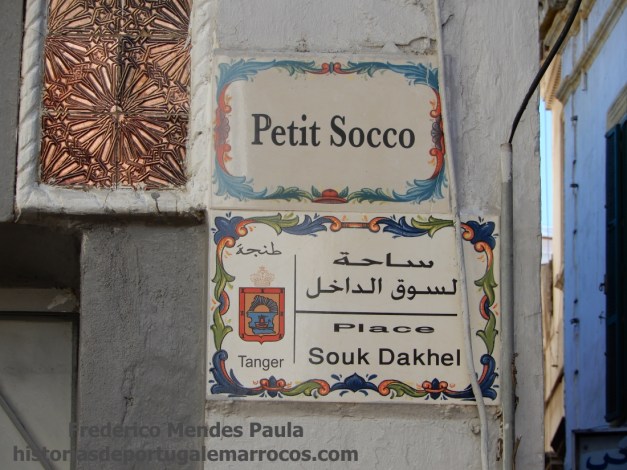 Petit Socco
طنجة
ساحة
لسوق الداخل
Place
Tanger
Souk Dakhel
Frederico Mendes Paula
historiasdeportugalemarrocos.com